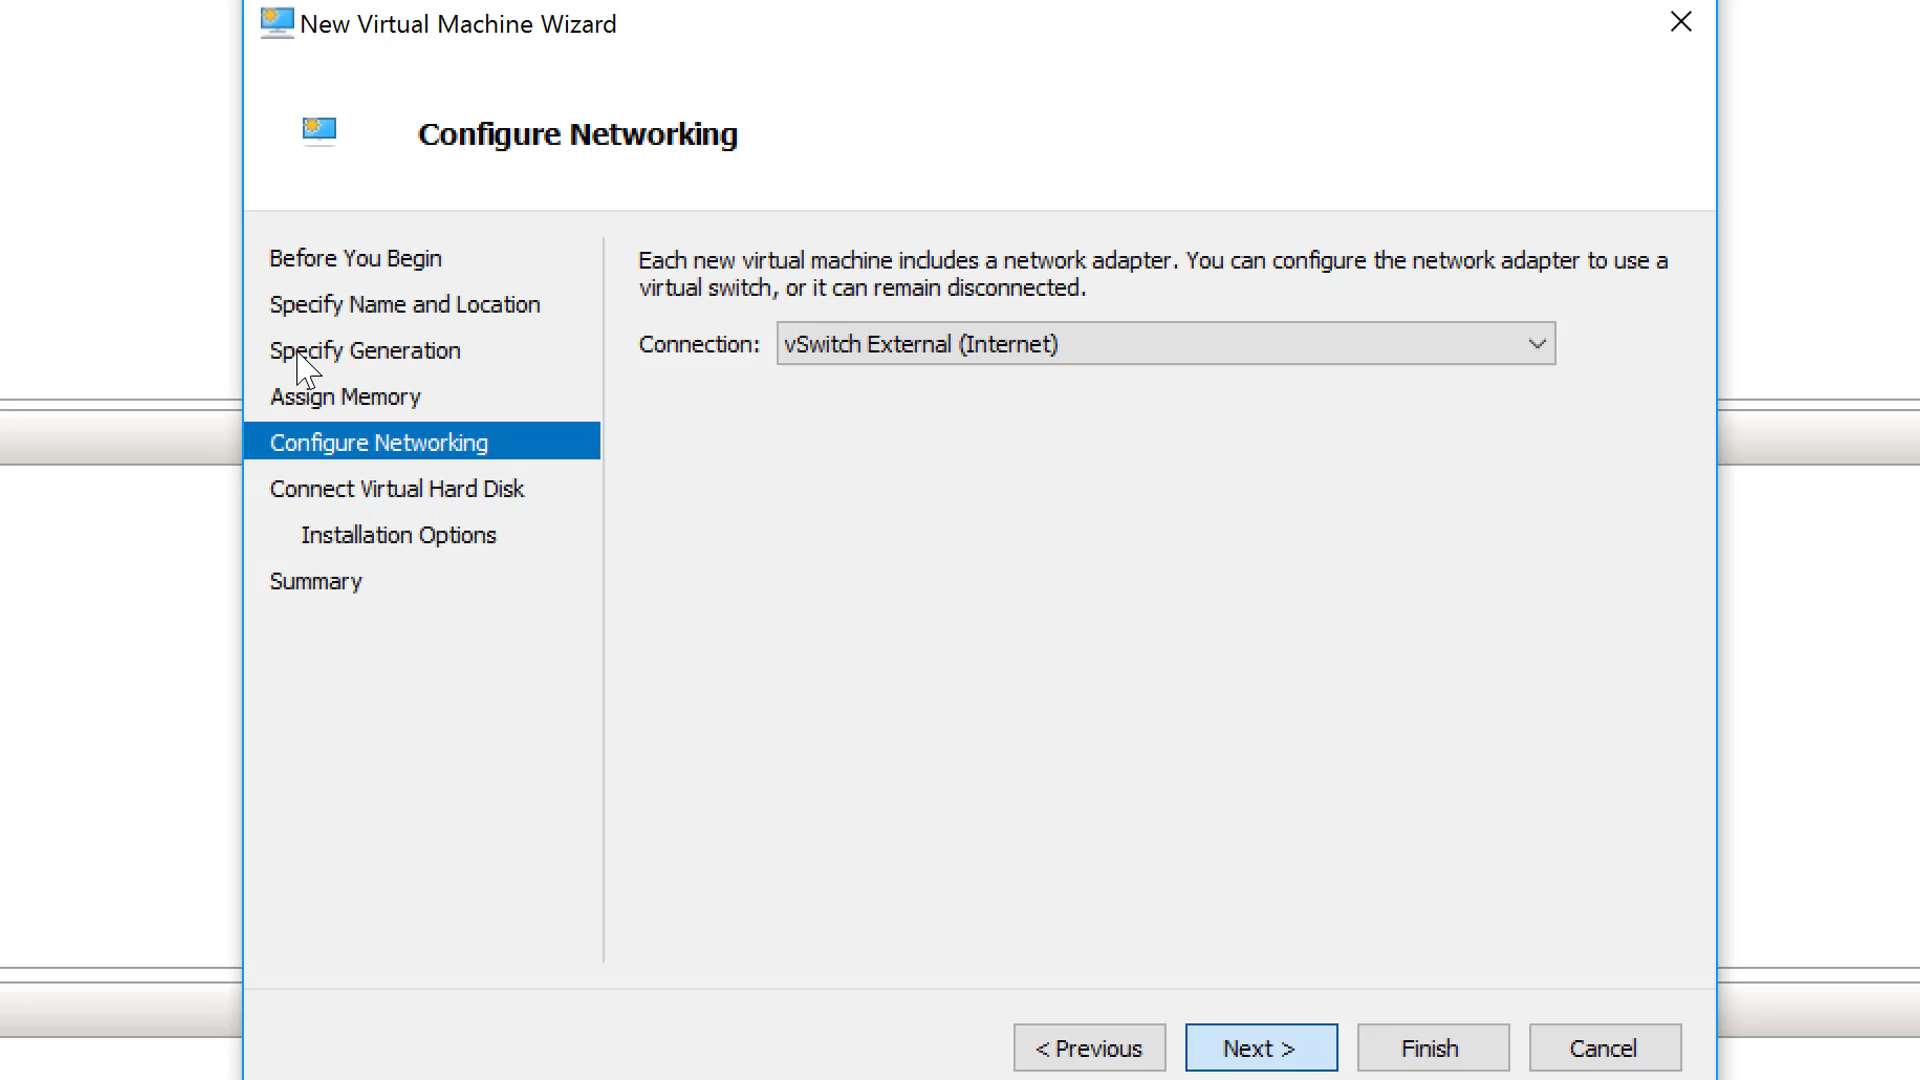 New Virtual Machine Wizard
Configure Networking
Before You Begin
Specify Name and Location
Specify Generation
Assign Memory
Configure Networking
Connect Virtual Hard Disk
Installation Options
Summary
Each new virtual machine includes a network adapter. You can configure the network adapter to use a
virtual switch, or it can remain disconnected.
Connection: vSwitch External (Internet)
< Previous
Next >
Finish
Cancel